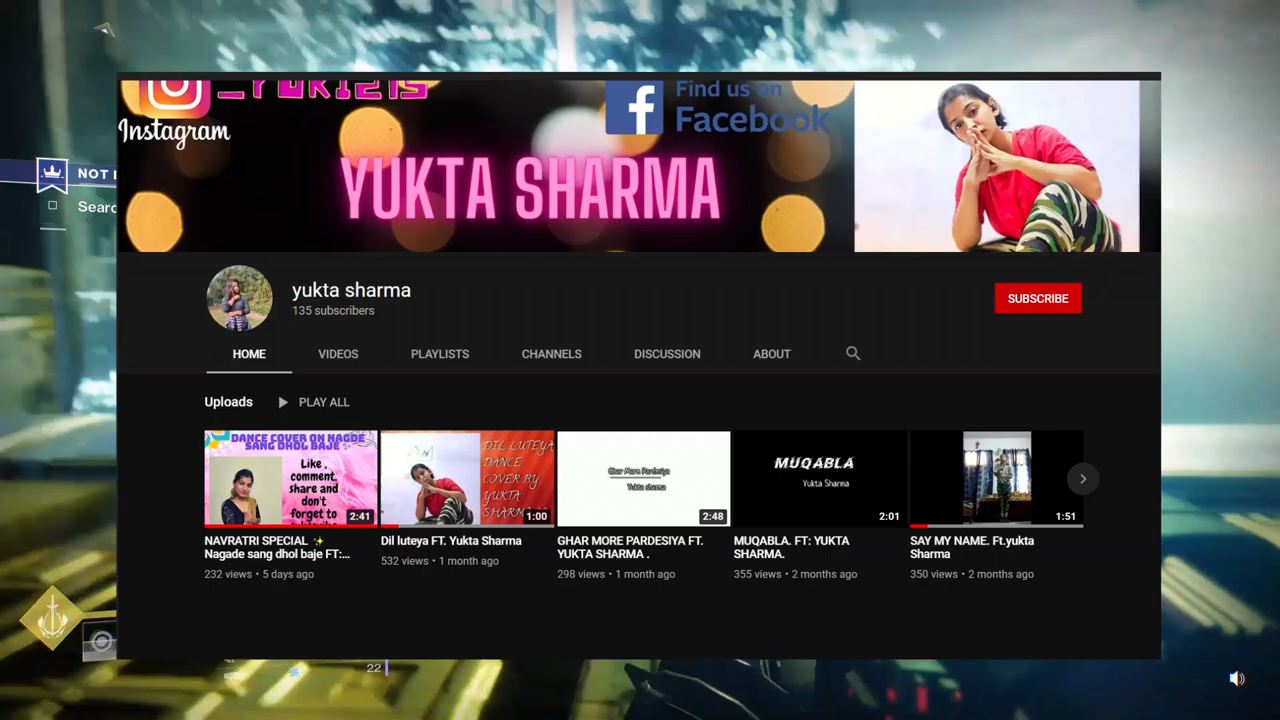 Instagram
Find us on
Facebook
YUKTA SHARMA
NOT
Searc
yukta sharma
135 subscribers
SUBSCRIBE
HOME
VIDEOS
PLAYLISTS
CHANNELS
DISCUSSION
ABOUT
Uploads
PLAY ALL
DANCE COVER ON NAGDE
SANG DHOL BAJE
Like ,
comment,
share and
don't
forget to
2:41
NAVRATRI SPECIAL ✨
Nagade sang dhol baje FT:...
232 views • 5 days ago
DIL LUTEYA
DANCE
COVER BY
YUKTA
1:00
Dil luteya FT. Yukta Sharma
532 views • 1 month ago
Ghar More Pardesiya
Yukta sharma
2:48
GHAR MORE PARDESIYA FT.
YUKTA SHARMA .
298 views • 1 month ago
MUQABLA
Yukta Sharma
2:01
MUQABLA. FT: YUKTA
SHARMA.
355 views • 2 months ago
1:51
SAY MY NAME. Ft.yukta
Sharma
350 views • 2 months ago
22